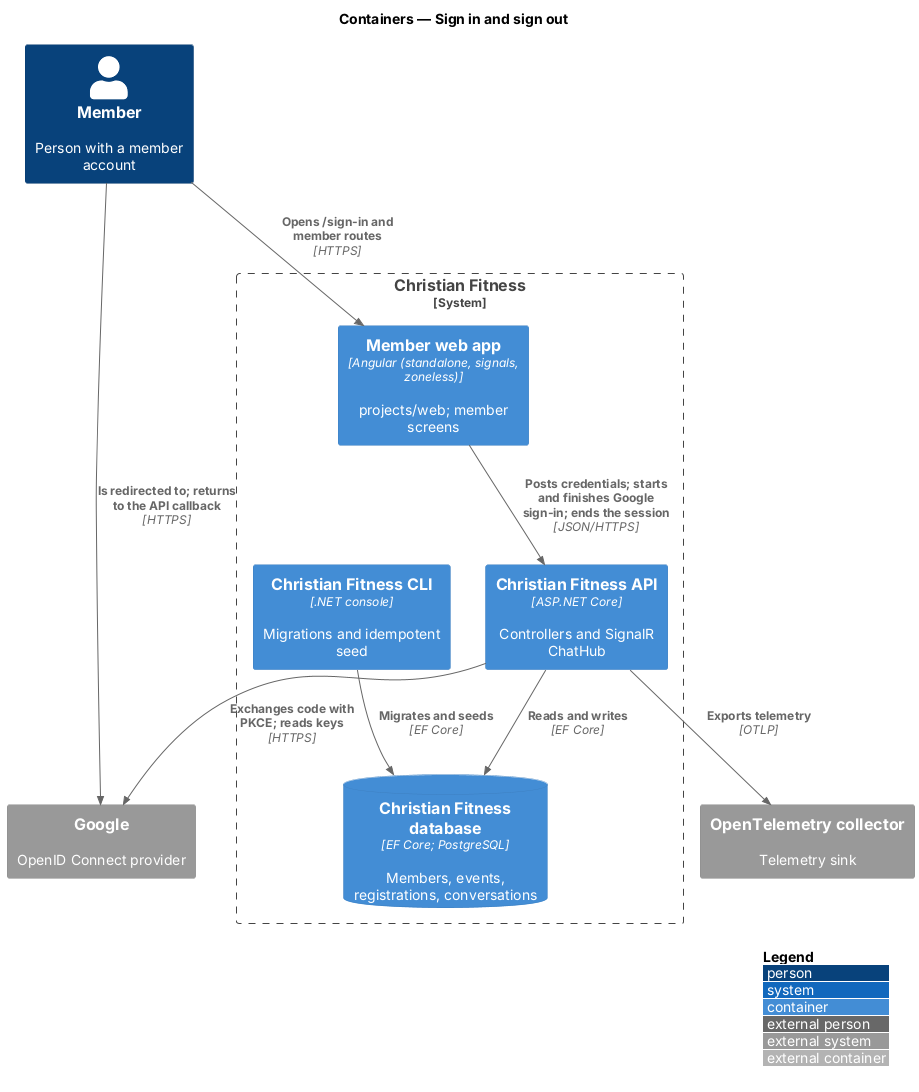 Containers — Sign in and sign out
Member
Person with a member
account
Opens /sign-in and
member routes
[HTTPS]
Christian Fitness
[System]
Member web app
[Angular (standalone, signals,
zoneless)]
projects/web; member
screens
Is redirected to; returns
to the API callback
[HTTPS]
Posts credentials; starts
and finishes Google
sign-in; ends the session
[JSON/HTTPS]
Christian Fitness CLI
[.NET console]
Migrations and idempotent
seed
Christian Fitness API
[ASP.NET Core]
Controllers and SignalR
ChatHub
Exchanges code with
PKCE; reads keys
[HTTPS]
Migrates and seeds
[EF Core]
Reads and writes
[EF Core]
Exports telemetry
[OTLP]
Google
OpenID Connect provider
Christian Fitness
database
[EF Core; PostgreSQL]
Members, events,
registrations, conversations
OpenTelemetry collector
Telemetry sink
Legend
person
system
container
external person
external system
external container